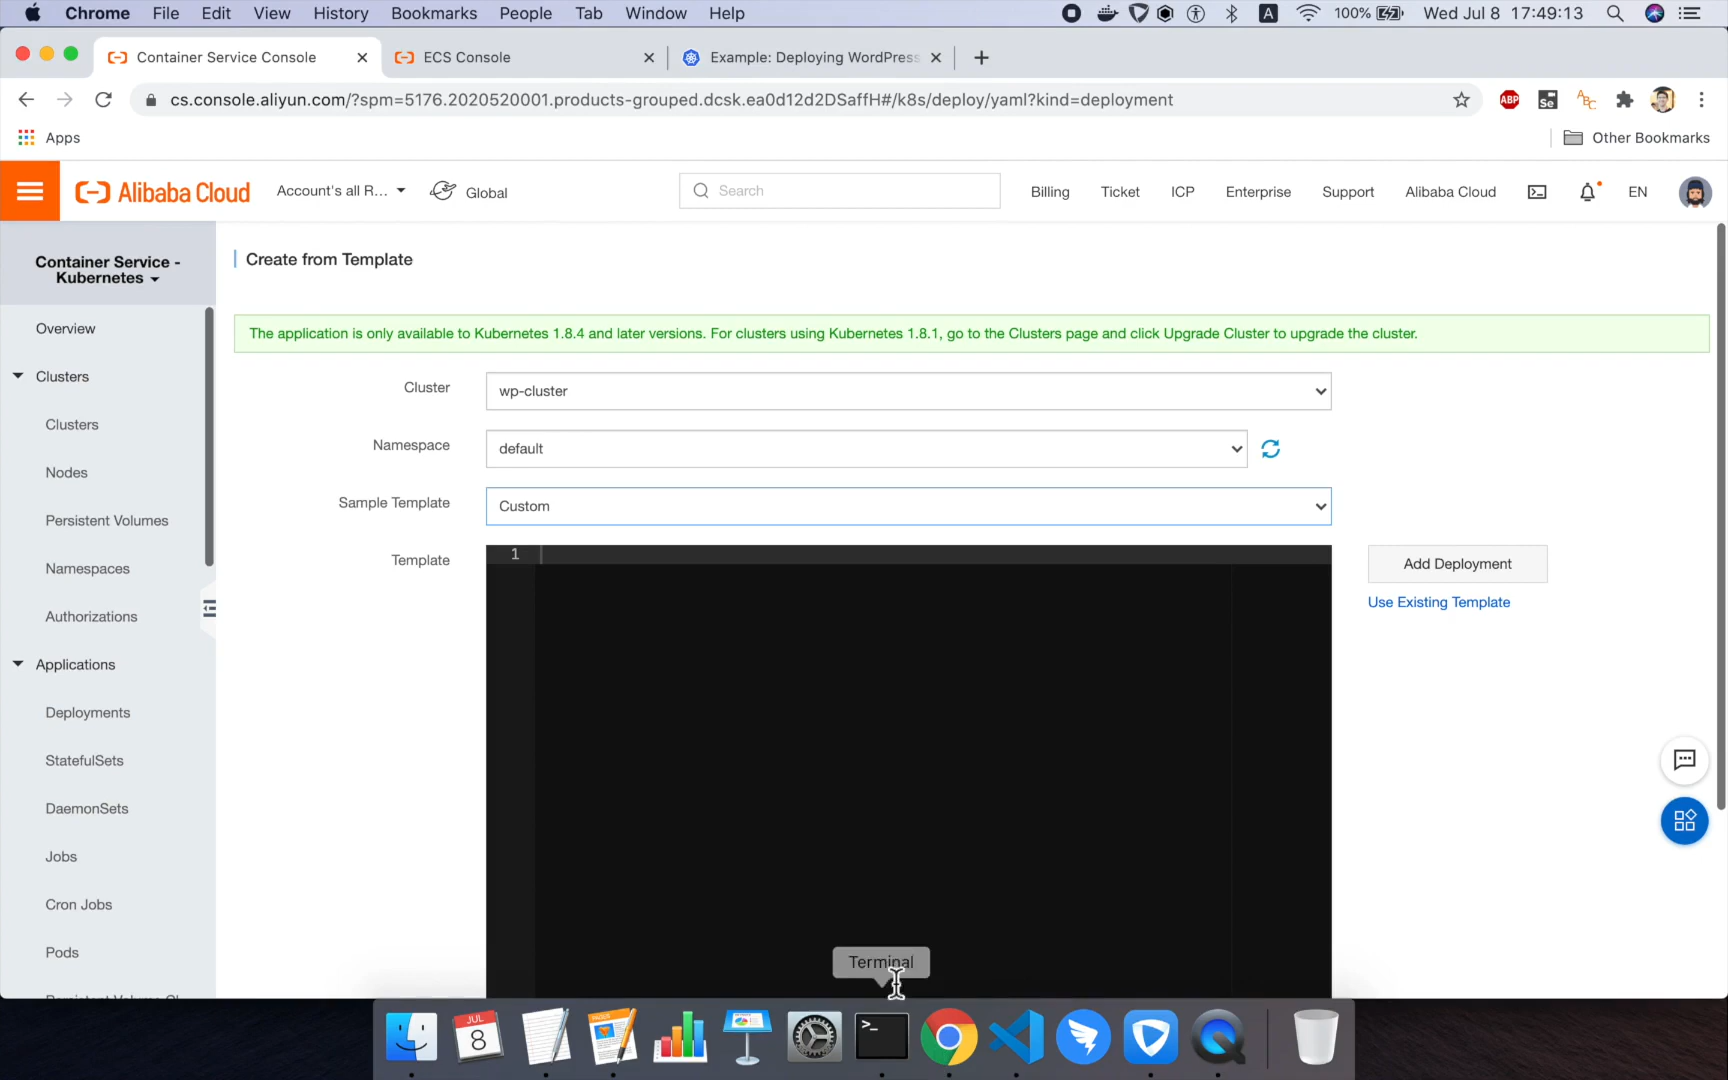 Chrome File Edit View History Bookmarks People Tab Window Help
A 100% Wed Jul 8 17:49:13
Container Service Console
ECS Console
Example: Deploying WordPress
cs.console.aliyun.com/?spm=5176.2020520001.products-grouped.dcsk.ea0d12d2DSaffH#/k8s/deploy/yaml?kind=deployment
ABP Se ABC
Apps
Other Bookmarks
Alibaba Cloud
Account's all R...
Global
Search
Billing Ticket ICP Enterprise Support Alibaba Cloud EN
Container Service -
Kubernetes
Overview
Clusters
Clusters
Nodes
Persistent Volumes
Namespaces
Authorizations
Applications
Deployments
StatefulSets
DaemonSets
Jobs
Cron Jobs
Pods
Create from Template
The application is only available to Kubernetes 1.8.4 and later versions. For clusters using Kubernetes 1.8.1, go to the Clusters page and click Upgrade Cluster to upgrade the cluster.
Cluster
wp-cluster
Namespace
default
Sample Template
Custom
Template
1
Add Deployment
Use Existing Template
Terminal
JUL
8
PAGES
>_